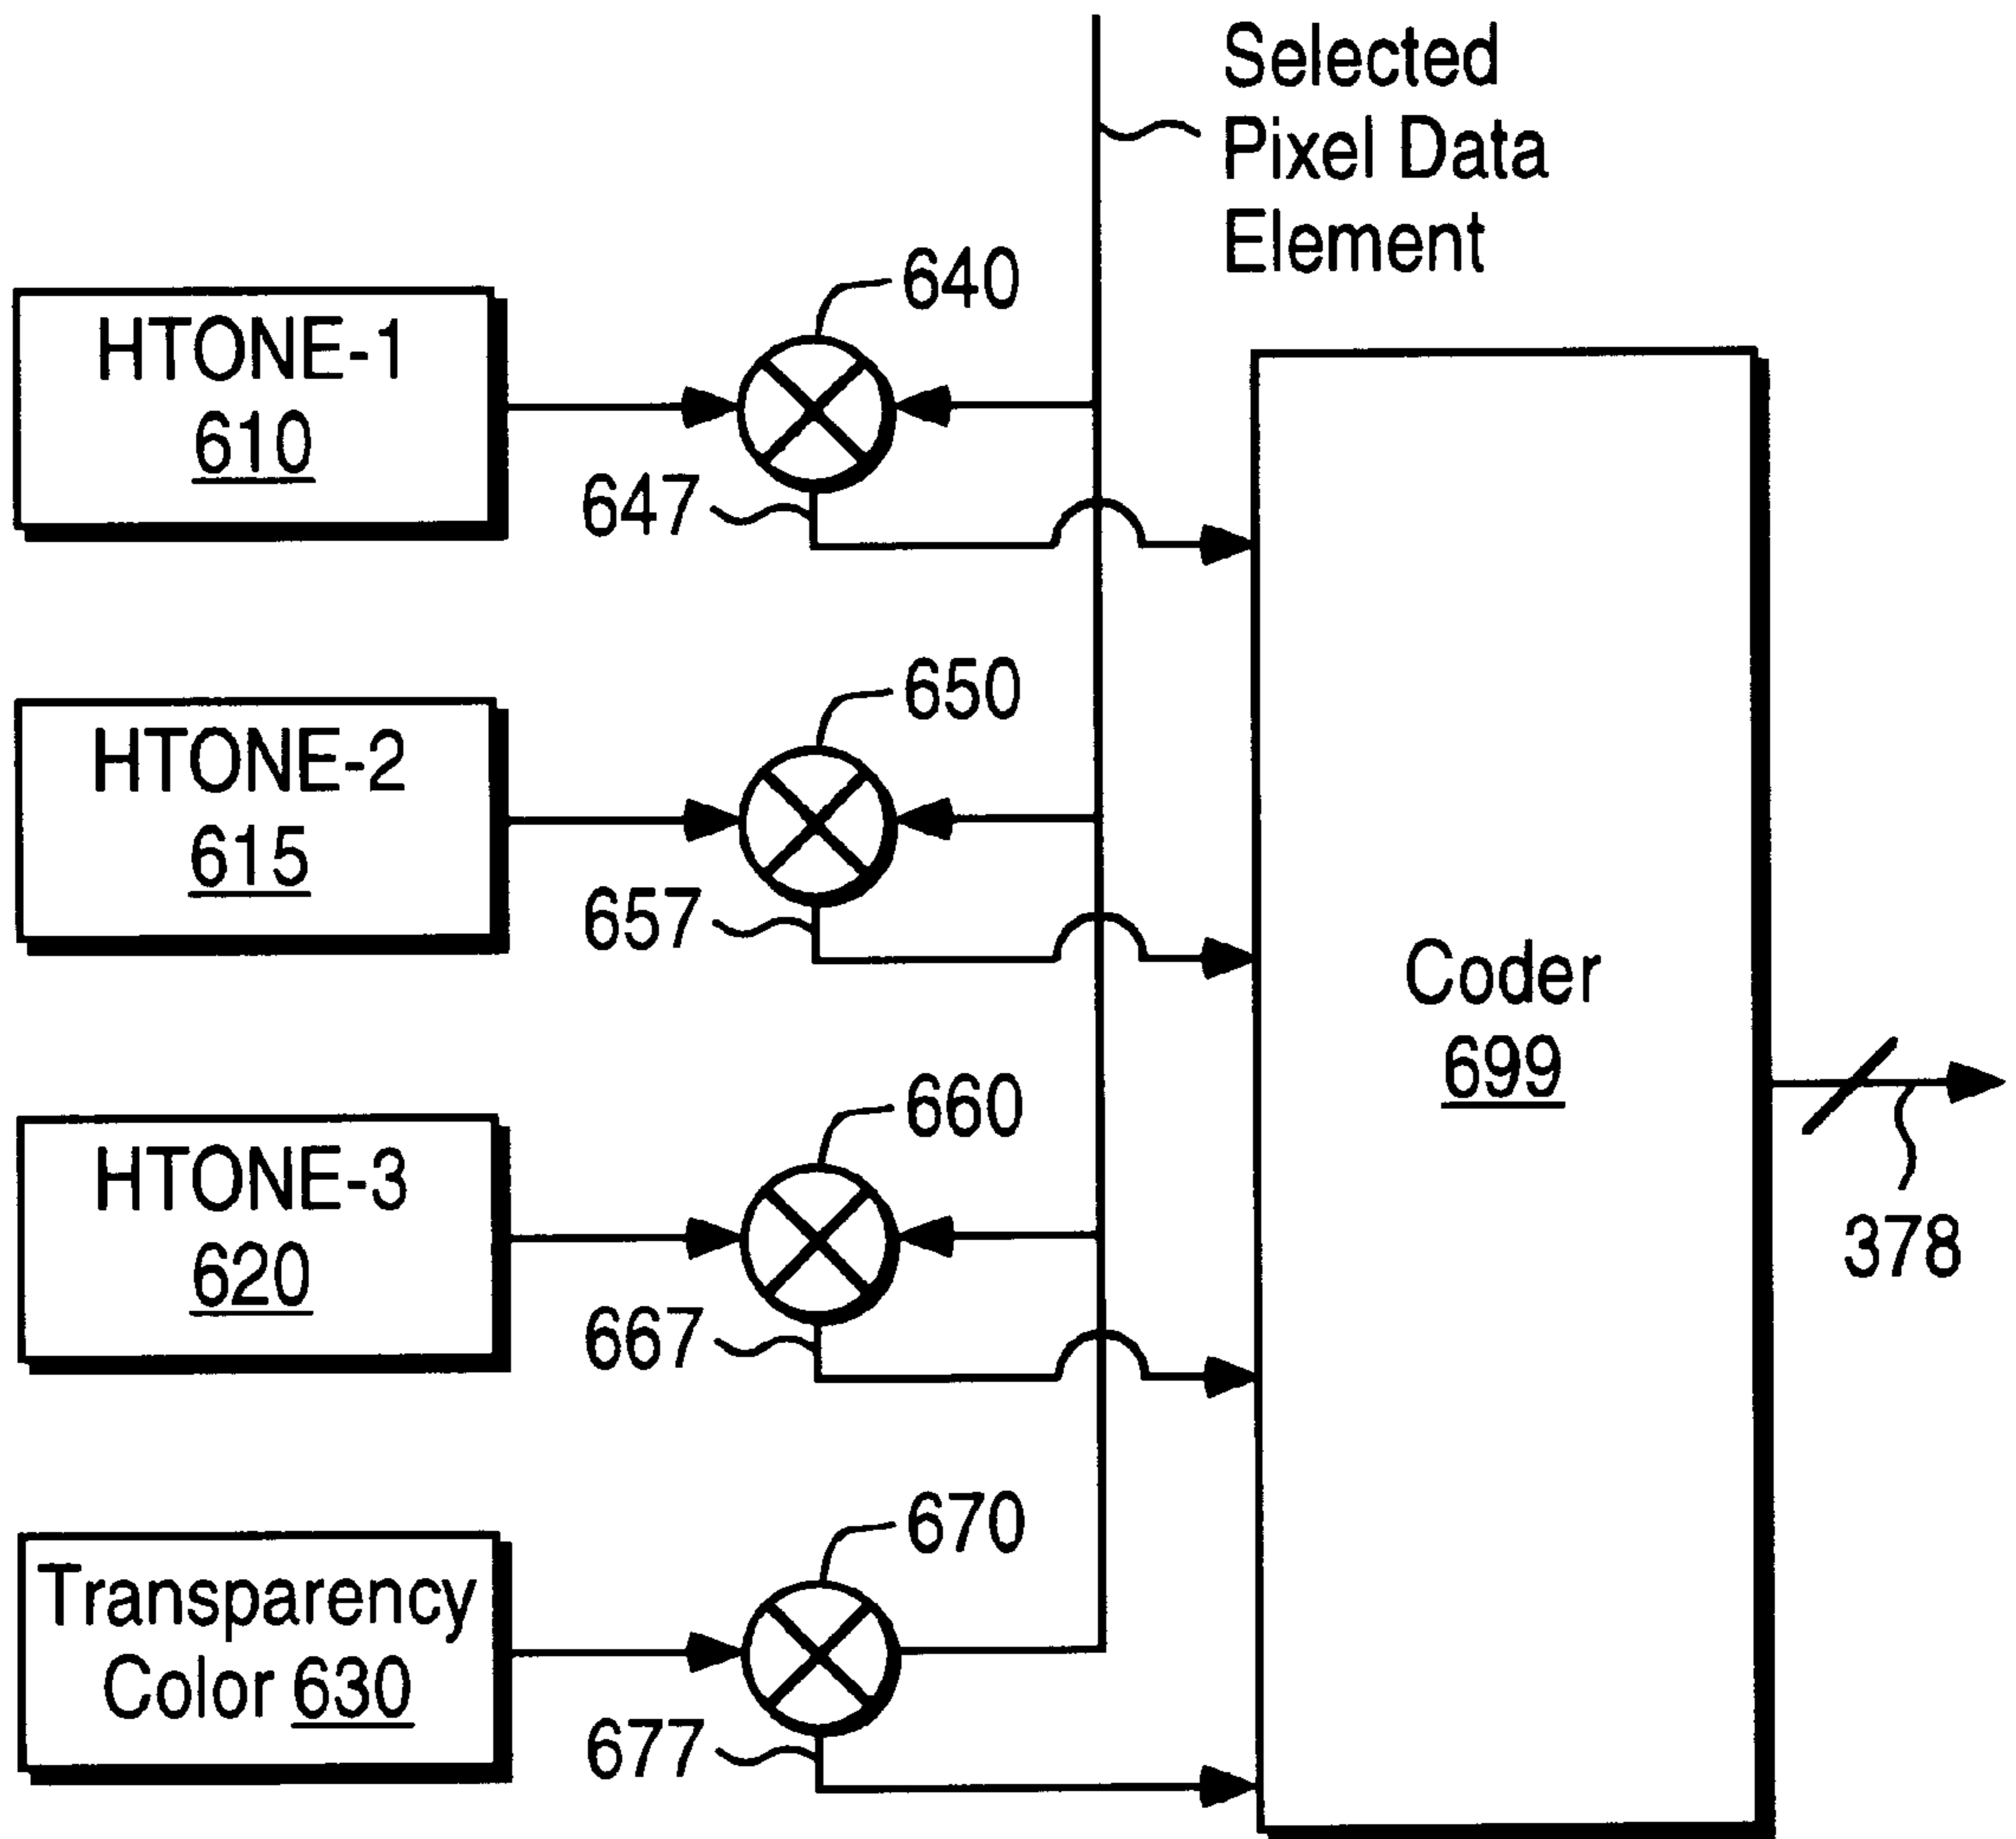 Selected
Pixel Data
Element
640
HTONE-1
610
647
650
HTONE-2
615
657
Coder
699
660
HTONE-3
620
667
378
670
Transparency
Color 630
677